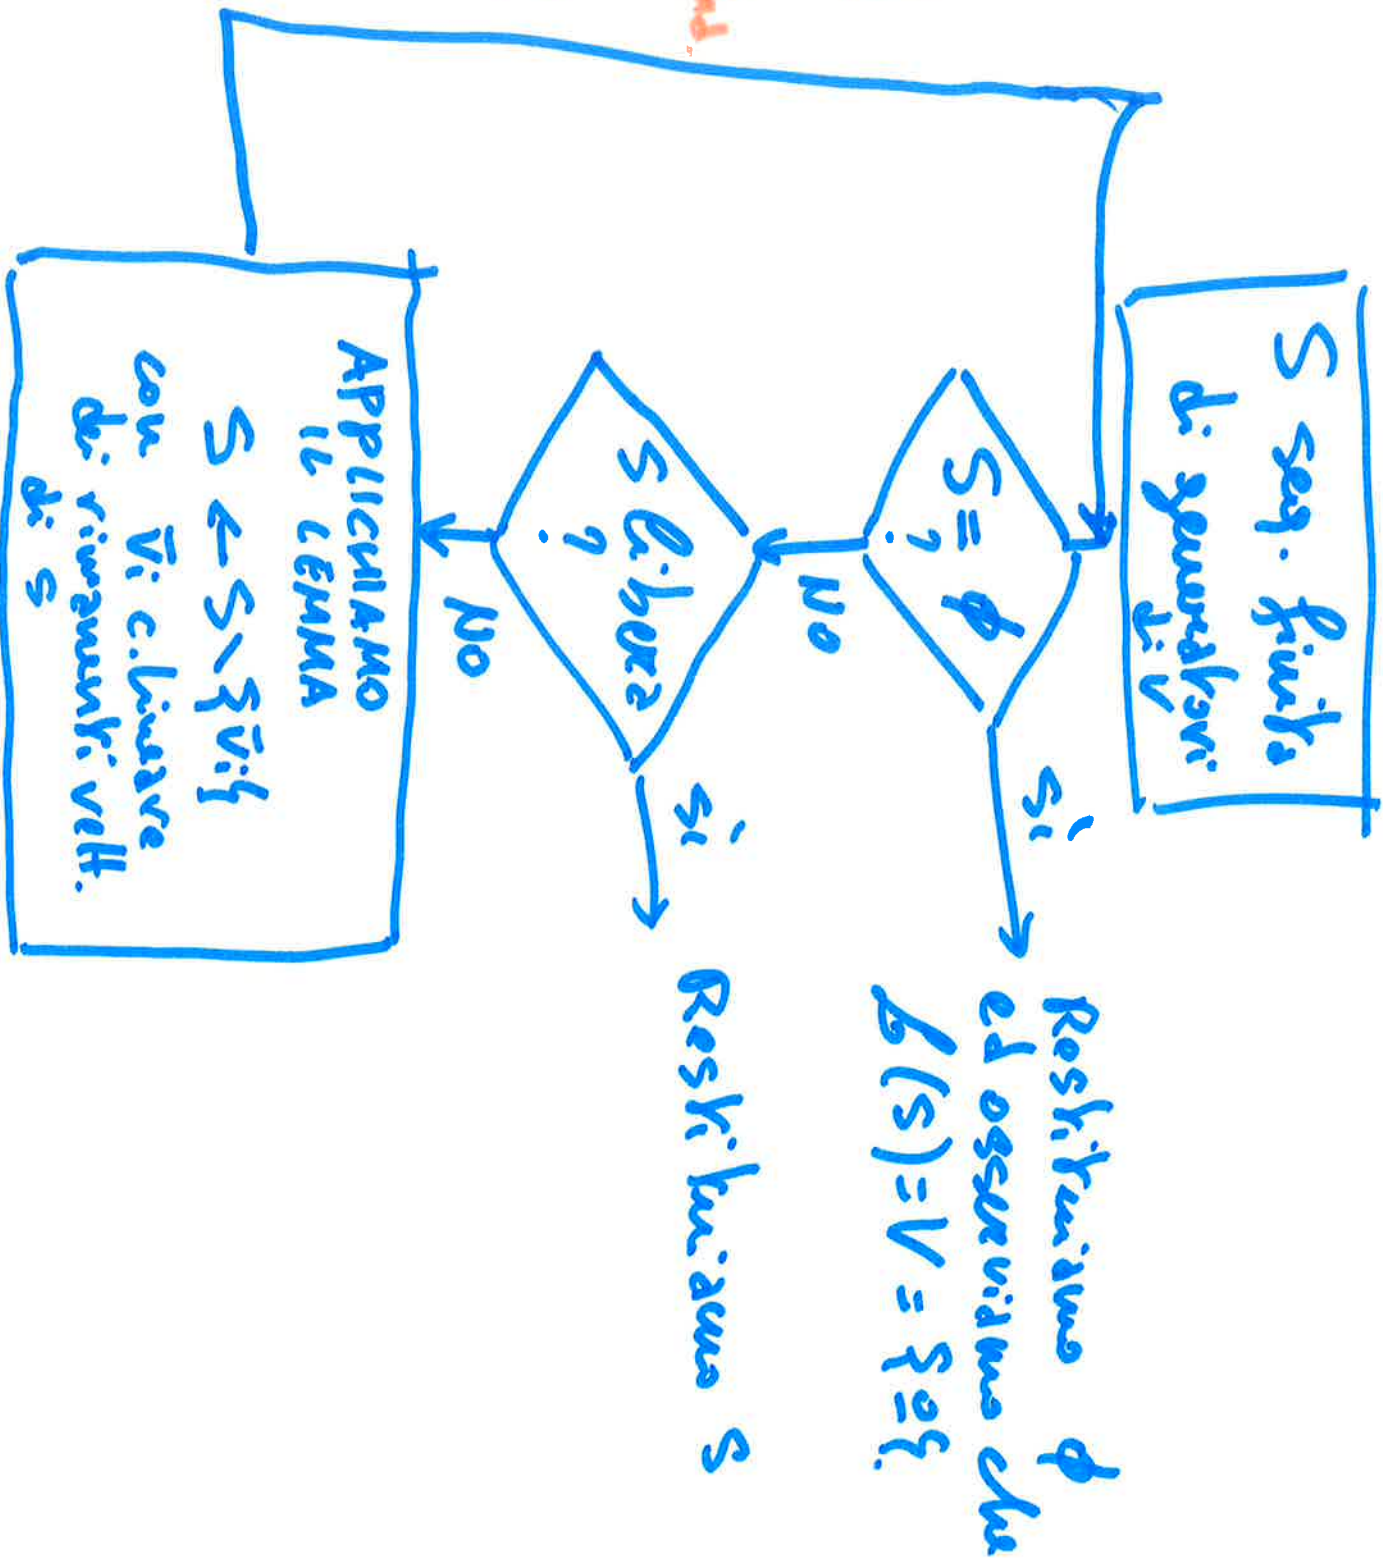 S seq. finita
di generatori
di V
S = ∅
?
Sì
Restituiamo ∅
ed osserviamo che
L(S) = V = {0}.
NO
S libera
?
Sì
Restituiamo S
NO
APPLICHIAMO
IL LEMMA
S ← S \ {v̄i}
con v̄i c. lineare
di rimanenti vett.
di S